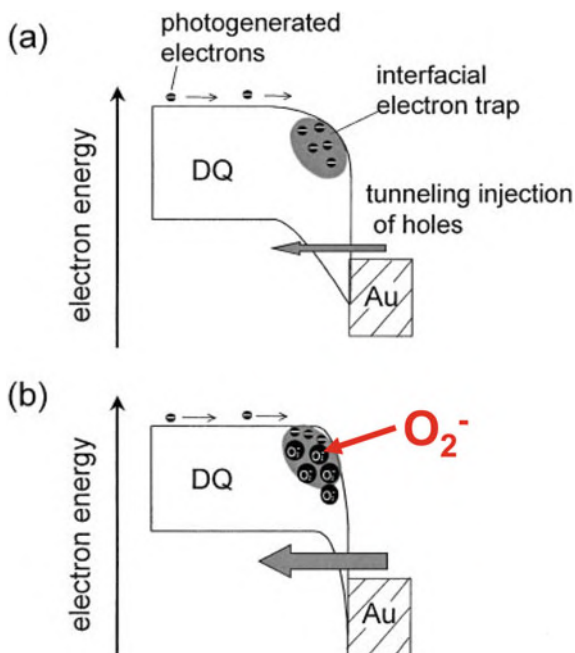 (a)
photogenerated
electrons
interfacial
electron trap
DQ
tunneling injection
of holes
Au
electron energy
(b)
O₂⁻
DQ
Au
electron energy